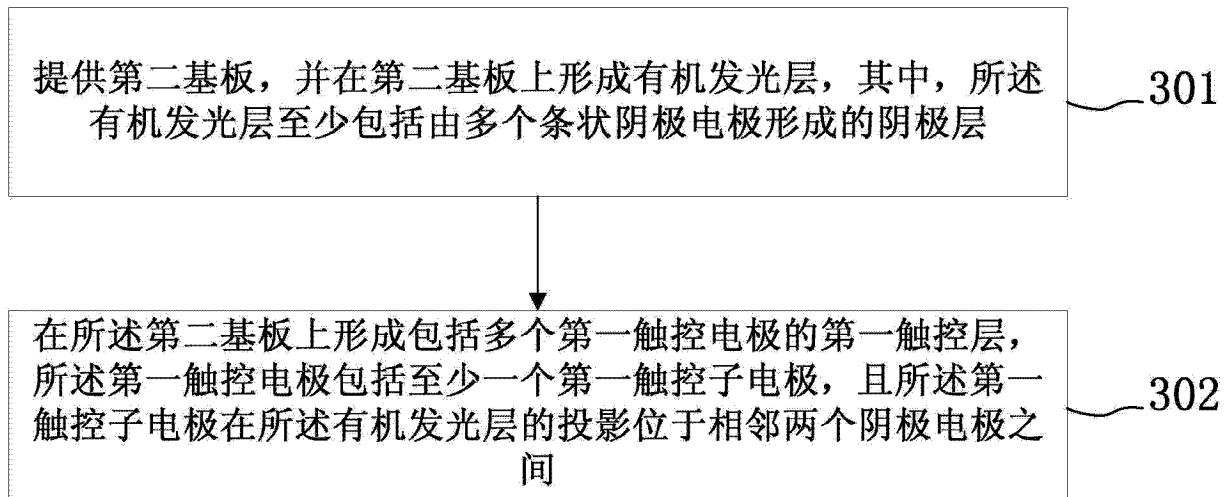 提供第二基板，并在第二基板上形成有机发光层，其中，所述
有机发光层至少包括由多个条状阴极电极形成的阴极层
301
在所述第二基板上形成包括多个第一触控电极的第一触控层，
所述第一触控电极包括至少一个第一触控子电极，且所述第一
触控子电极在所述有机发光层的投影位于相邻两个阴极电极之
间
302